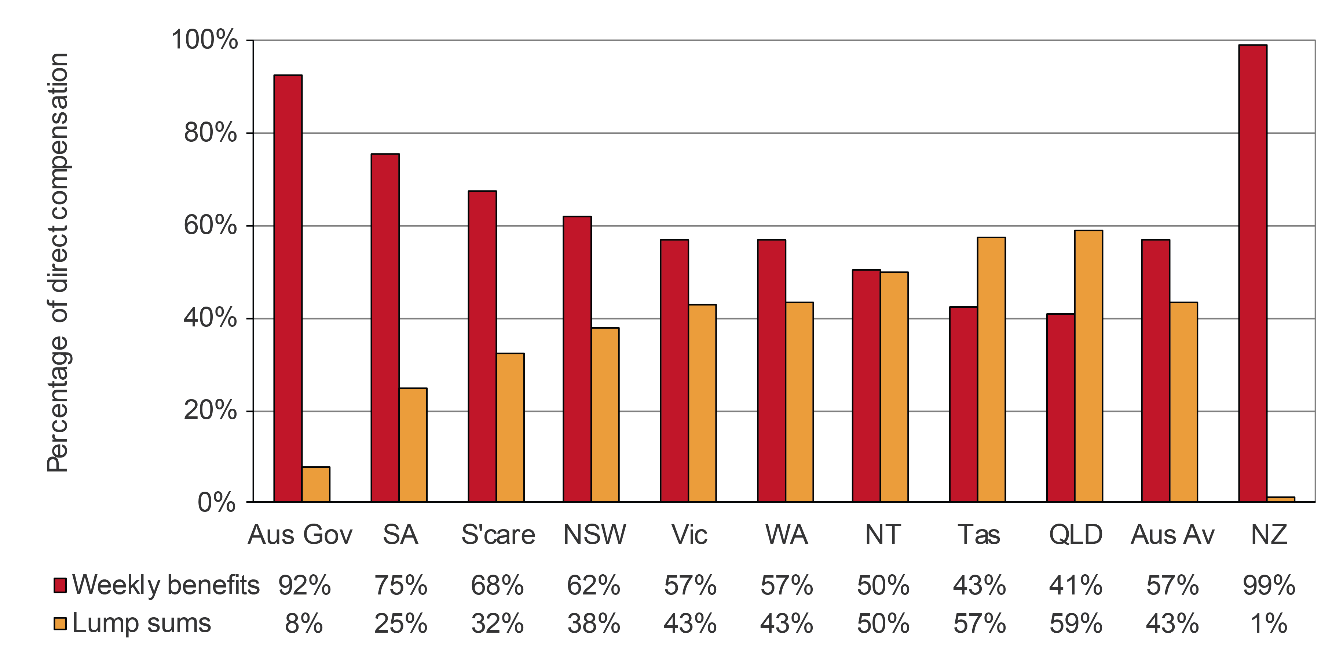 Percentage of direct compensation
100%
80%
60%
40%
20%
0%
Aus Gov SA S'care NSW Vic WA NT Tas QLD Aus Av NZ
Weekly benefits 92% 75% 68% 62% 57% 57% 50% 43% 41% 57% 99%
Lump sums 8% 25% 32% 38% 43% 43% 50% 57% 59% 43% 1%